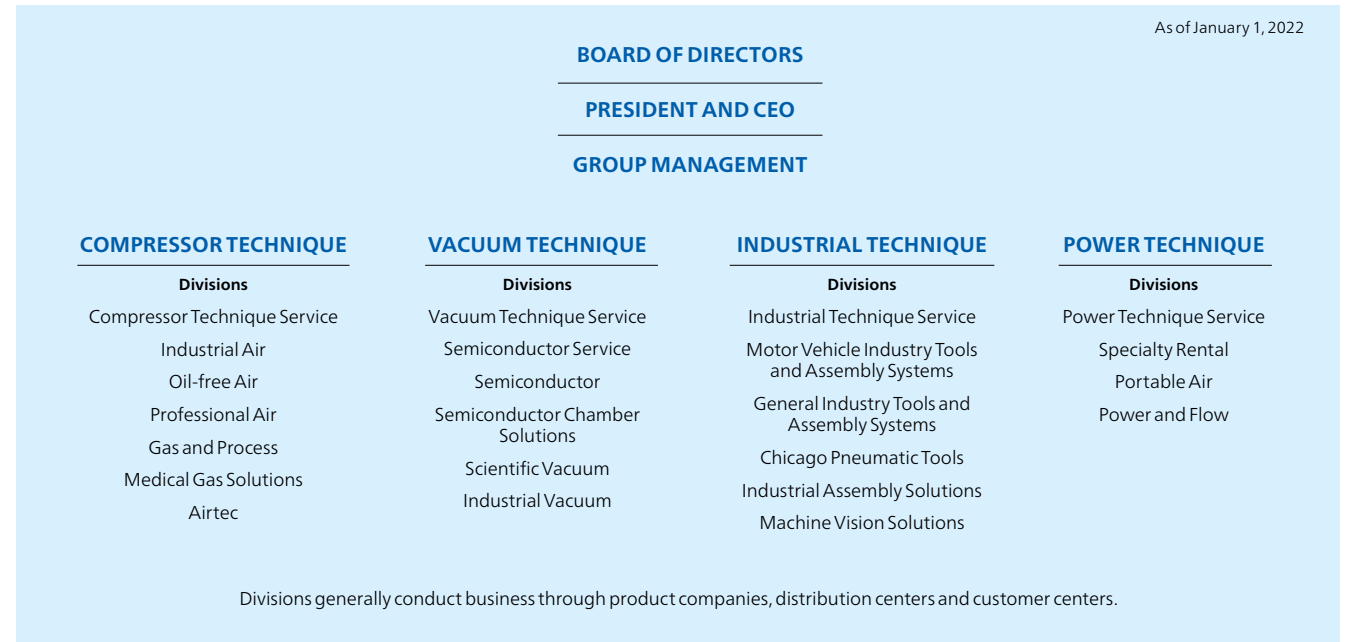 As of January 1, 2022
BOARD OF DIRECTORS
PRESIDENT AND CEO
GROUP MANAGEMENT
COMPRESSOR TECHNIQUE
Divisions
Compressor Technique Service
Industrial Air
Oil-free Air
Professional Air
Gas and Process
Medical Gas Solutions
Airtec
VACUUM TECHNIQUE
Divisions
Vacuum Technique Service
Semiconductor Service
Semiconductor
Semiconductor Chamber
Solutions
Scientific Vacuum
Industrial Vacuum
INDUSTRIAL TECHNIQUE
Divisions
Industrial Technique Service
Motor Vehicle Industry Tools
and Assembly Systems
General Industry Tools and
Assembly Systems
Chicago Pneumatic Tools
Industrial Assembly Solutions
Machine Vision Solutions
POWER TECHNIQUE
Divisions
Power Technique Service
Specialty Rental
Portable Air
Power and Flow
Divisions generally conduct business through product companies, distribution centers and customer centers.